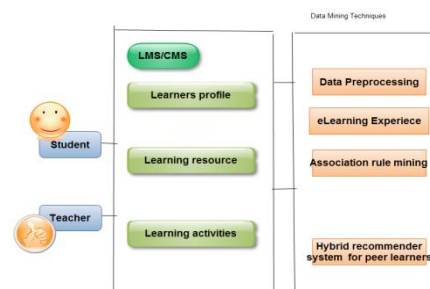 Data Mining Techniques
LMS/CMS
Learners profile
Student
Learning resource
Teacher
Learning activities
Data Preprocessing
eLearning Experiece
Association rule mining
Hybrid recommender
system for peer learners